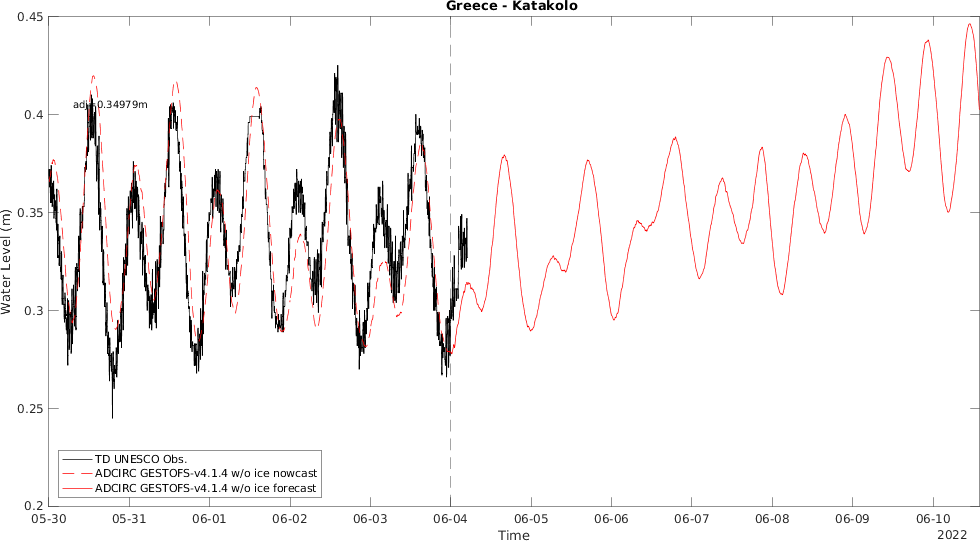 Greece - Katakolo
0.45
adj=0.34979m
0.4
0.35
Water Level (m)
0.3
0.25
TD UNESCO Obs.
ADCIRC GESTOFS-v4.1.4 w/o ice nowcast
ADCIRC GESTOFS-v4.1.4 w/o ice forecast
0.2
05-30 05-31 06-01 06-02 06-03 06-04 06-05 06-06 06-07 06-08 06-09 06-10
Time
2022